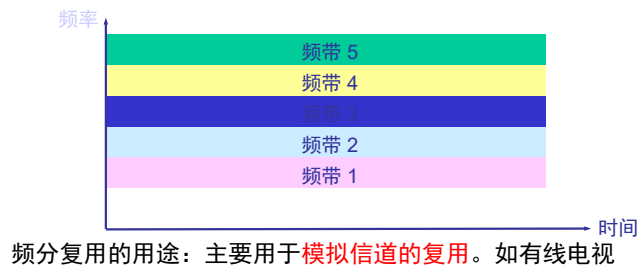 频率
频带 5
频带 4
频带 3
频带 2
频带 1
时间
频分复用的用途：主要用于模拟信道的复用。如有线电视